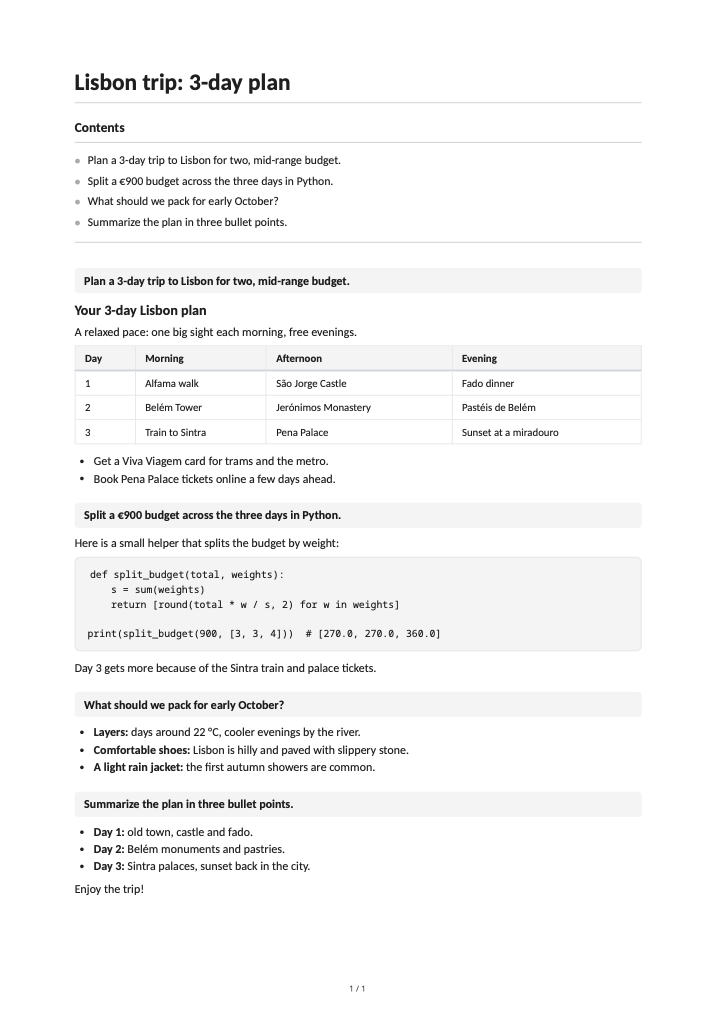 Lisbon trip: 3-day plan
Contents
Plan a 3-day trip to Lisbon for two, mid-range budget.
Split a €900 budget across the three days in Python.
What should we pack for early October?
Summarize the plan in three bullet points.
Plan a 3-day trip to Lisbon for two, mid-range budget.
Your 3-day Lisbon plan
A relaxed pace: one big sight each morning, free evenings.
Day Morning Afternoon Evening
1 Alfama walk São Jorge Castle Fado dinner
2 Belém Tower Jerónimos Monastery Pastéis de Belém
3 Train to Sintra Pena Palace Sunset at a miradouro
• Get a Viva Viagem card for trams and the metro.
• Book Pena Palace tickets online a few days ahead.
Split a €900 budget across the three days in Python.
Here is a small helper that splits the budget by weight:
def split_budget(total, weights):
    s = sum(weights)
    return [round(total * w / s, 2) for w in weights]
print(split_budget(900, [3, 3, 4]))  # [270.0, 270.0, 360.0]
Day 3 gets more because of the Sintra train and palace tickets.
What should we pack for early October?
• Layers: days around 22 °C, cooler evenings by the river.
• Comfortable shoes: Lisbon is hilly and paved with slippery stone.
• A light rain jacket: the first autumn showers are common.
Summarize the plan in three bullet points.
• Day 1: old town, castle and fado.
• Day 2: Belém monuments and pastries.
• Day 3: Sintra palaces, sunset back in the city.
Enjoy the trip!
1 / 1